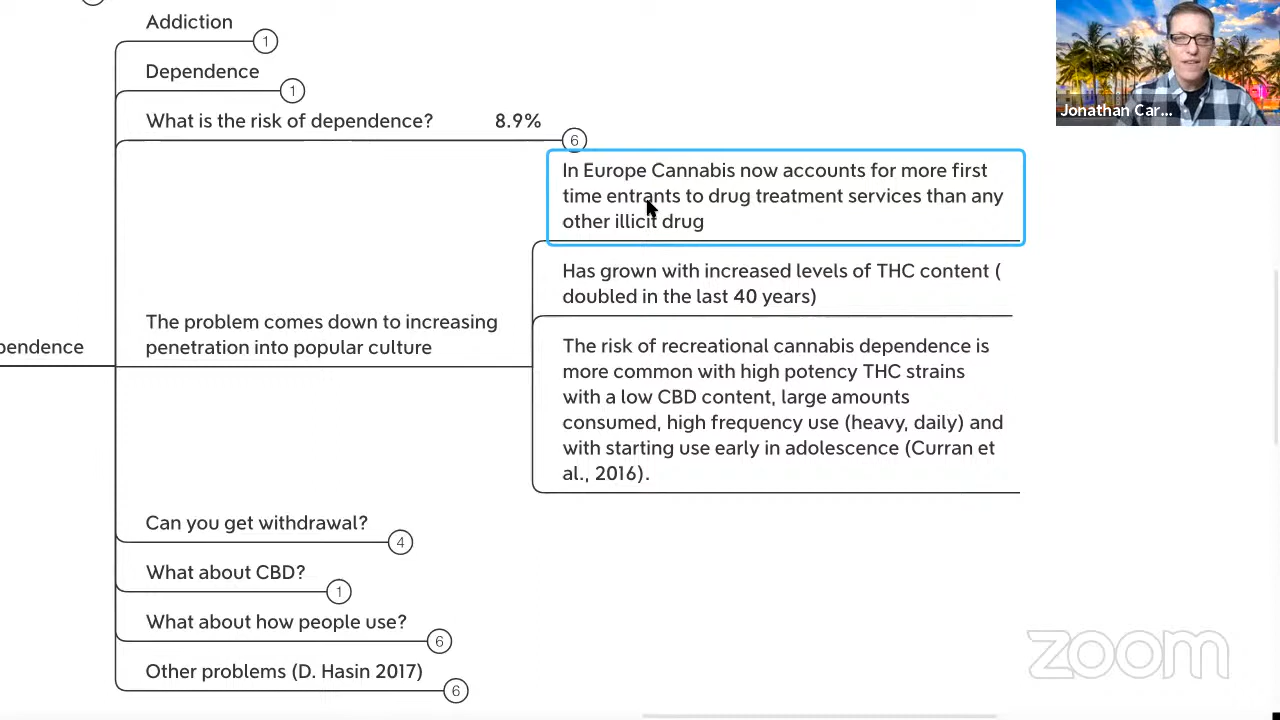 Addiction
1
Dependence
1
What is the risk of dependence? 8.9%
6
In Europe Cannabis now accounts for more first
time entrants to drug treatment services than any
other illicit drug
Has grown with increased levels of THC content (
doubled in the last 40 years)
The problem comes down to increasing
penetration into popular culture
pendence
The risk of recreational cannabis dependence is
more common with high potency THC strains
with a low CBD content, large amounts
consumed, high frequency use (heavy, daily) and
with starting use early in adolescence (Curran et
al., 2016).
Can you get withdrawal?
4
What about CBD?
1
What about how people use?
6
Other problems (D. Hasin 2017)
6
Jonathan Car...
zoom